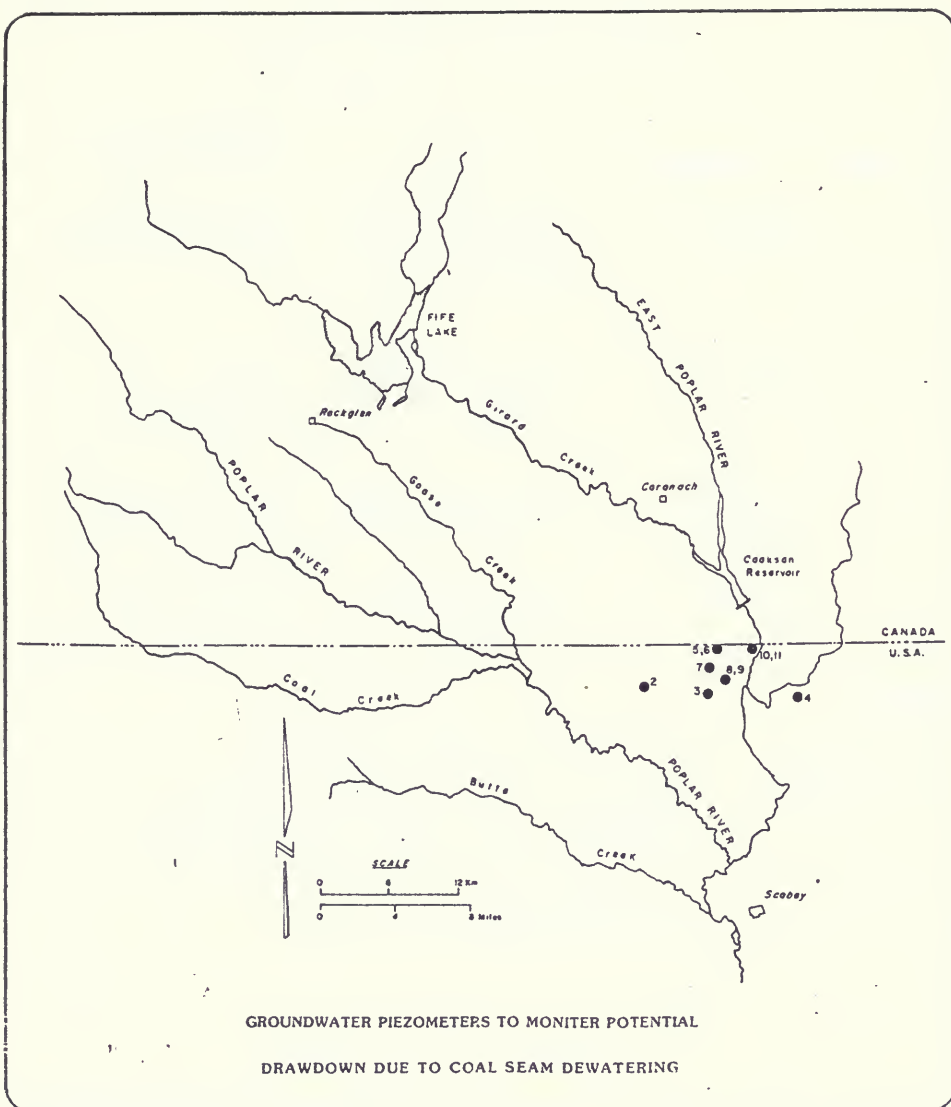 FIFE
LAKE
EAST
POPLAR
RIVER
Rockglen
Girard
Creek
Goose
Creek
Coronach
POPLAR
RIVER
Cookson
Reservoir
CANADA
U.S.A.
5,6
10,11
7
8,9
2
3
4
Coal
Creek
POPLAR RIVER
Butte
Creek
N
SCALE
0 6 12 Km
0 4 8 Miles
Scobey
GROUNDWATER PIEZOMETERS TO MONITER POTENTIAL
DRAWDOWN DUE TO COAL SEAM DEWATERING